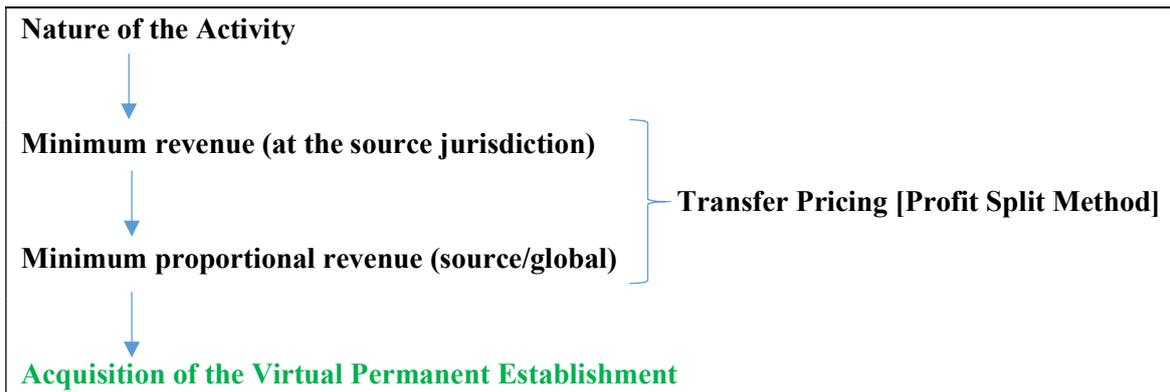 Nature of the Activity
Minimum revenue (at the source jurisdiction)
Transfer Pricing [Profit Split Method]
Minimum proportional revenue (source/global)
Acquisition of the Virtual Permanent Establishment